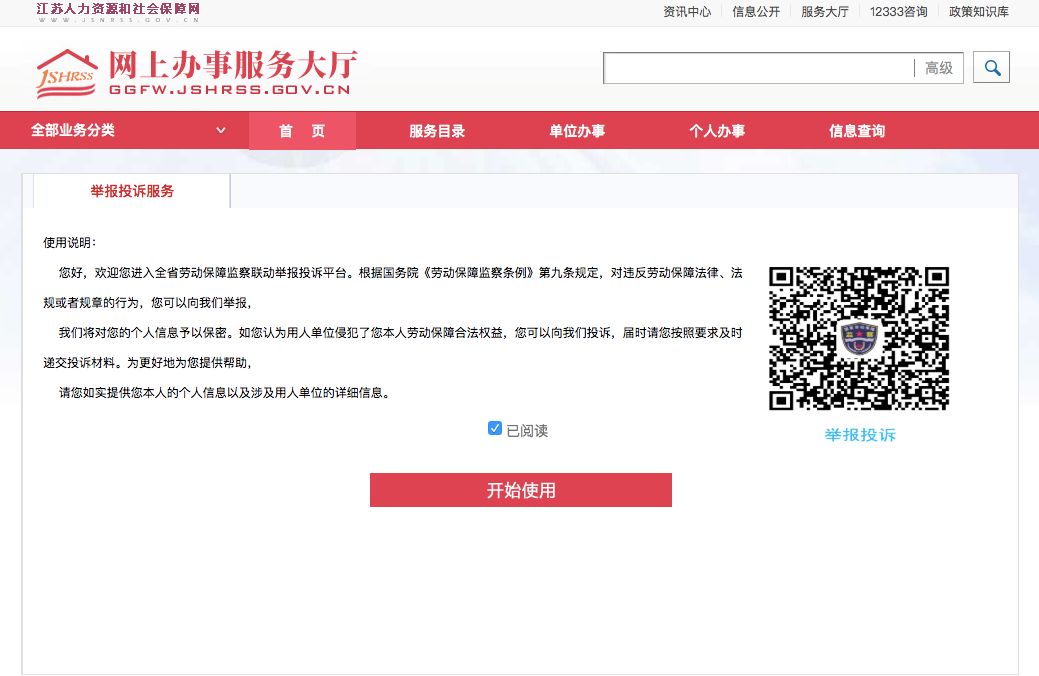 江苏人力资源和社会保障网
WWW.JSHRSS.GOV.CN
资讯中心 信息公开 服务大厅 12333咨询 政策知识库
JSHRSS
网上办事服务大厅
GGFW.JSHRSS.GOV.CN
高级
全部业务分类 首 页 服务目录 单位办事 个人办事 信息查询
举报投诉服务
使用说明：
您好，欢迎您进入全省劳动保障监察联动举报投诉平台。根据国务院《劳动保障监察条例》第九条规定，对违反劳动保障法律、法
规或者规章的行为，您可以向我们举报，
我们将对您的个人信息予以保密。如您认为用人单位侵犯了您本人劳动保障合法权益，您可以向我们投诉，届时请您按照要求及时
递交投诉材料。为更好地为您提供帮助，
请您如实提供您本人的个人信息以及涉及用人单位的详细信息。
举报投诉
已阅读
开始使用